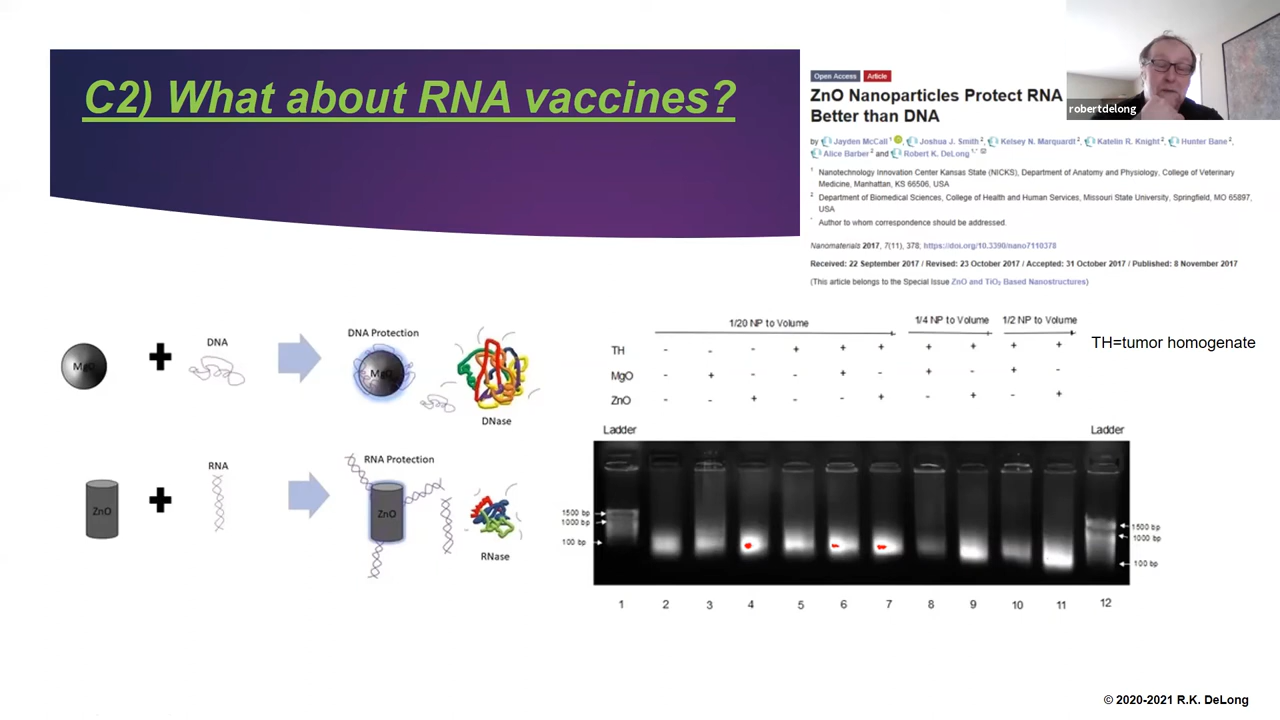 C2) What about RNA vaccines?
robertdelong
Open Access Article
ZnO Nanoparticles Protect RNA
Better than DNA
by Jayden McCall 1, Joshua J. Smith 2, Kelsey N. Marquardt 2, Katelin R. Knight 2, Hunter Bane 2,
Alice Barber 2 and Robert K. DeLong 1,*
1 Nanotechnology Innovation Center Kansas State (NICKS), Department of Anatomy and Physiology, College of Veterinary
Medicine, Manhattan, KS 66506, USA
2 Department of Biomedical Sciences, College of Health and Human Services, Missouri State University, Springfield, MO 65897,
USA
* Author to whom correspondence should be addressed.
Nanomaterials 2017, 7(11), 378; https://doi.org/10.3390/nano7110378
Received: 22 September 2017 / Revised: 23 October 2017 / Accepted: 31 October 2017 / Published: 8 November 2017
(This article belongs to the Special Issue ZnO and TiO2 Based Nanostructures)
MgO
+
DNA
DNA Protection
MgO
DNase
ZnO
+
RNA
RNA Protection
ZnO
RNase
1/20 NP to Volume 1/4 NP to Volume 1/2 NP to Volume
TH - - - + + + + + + +
MgO - + - - + - + - + -
ZnO - - + - - + - + - +
TH=tumor homogenate
Ladder Ladder
1500 bp
1000 bp
100 bp
1500 bp
1000 bp
100 bp
1 2 3 4 5 6 7 8 9 10 11 12
© 2020-2021 R.K. DeLong